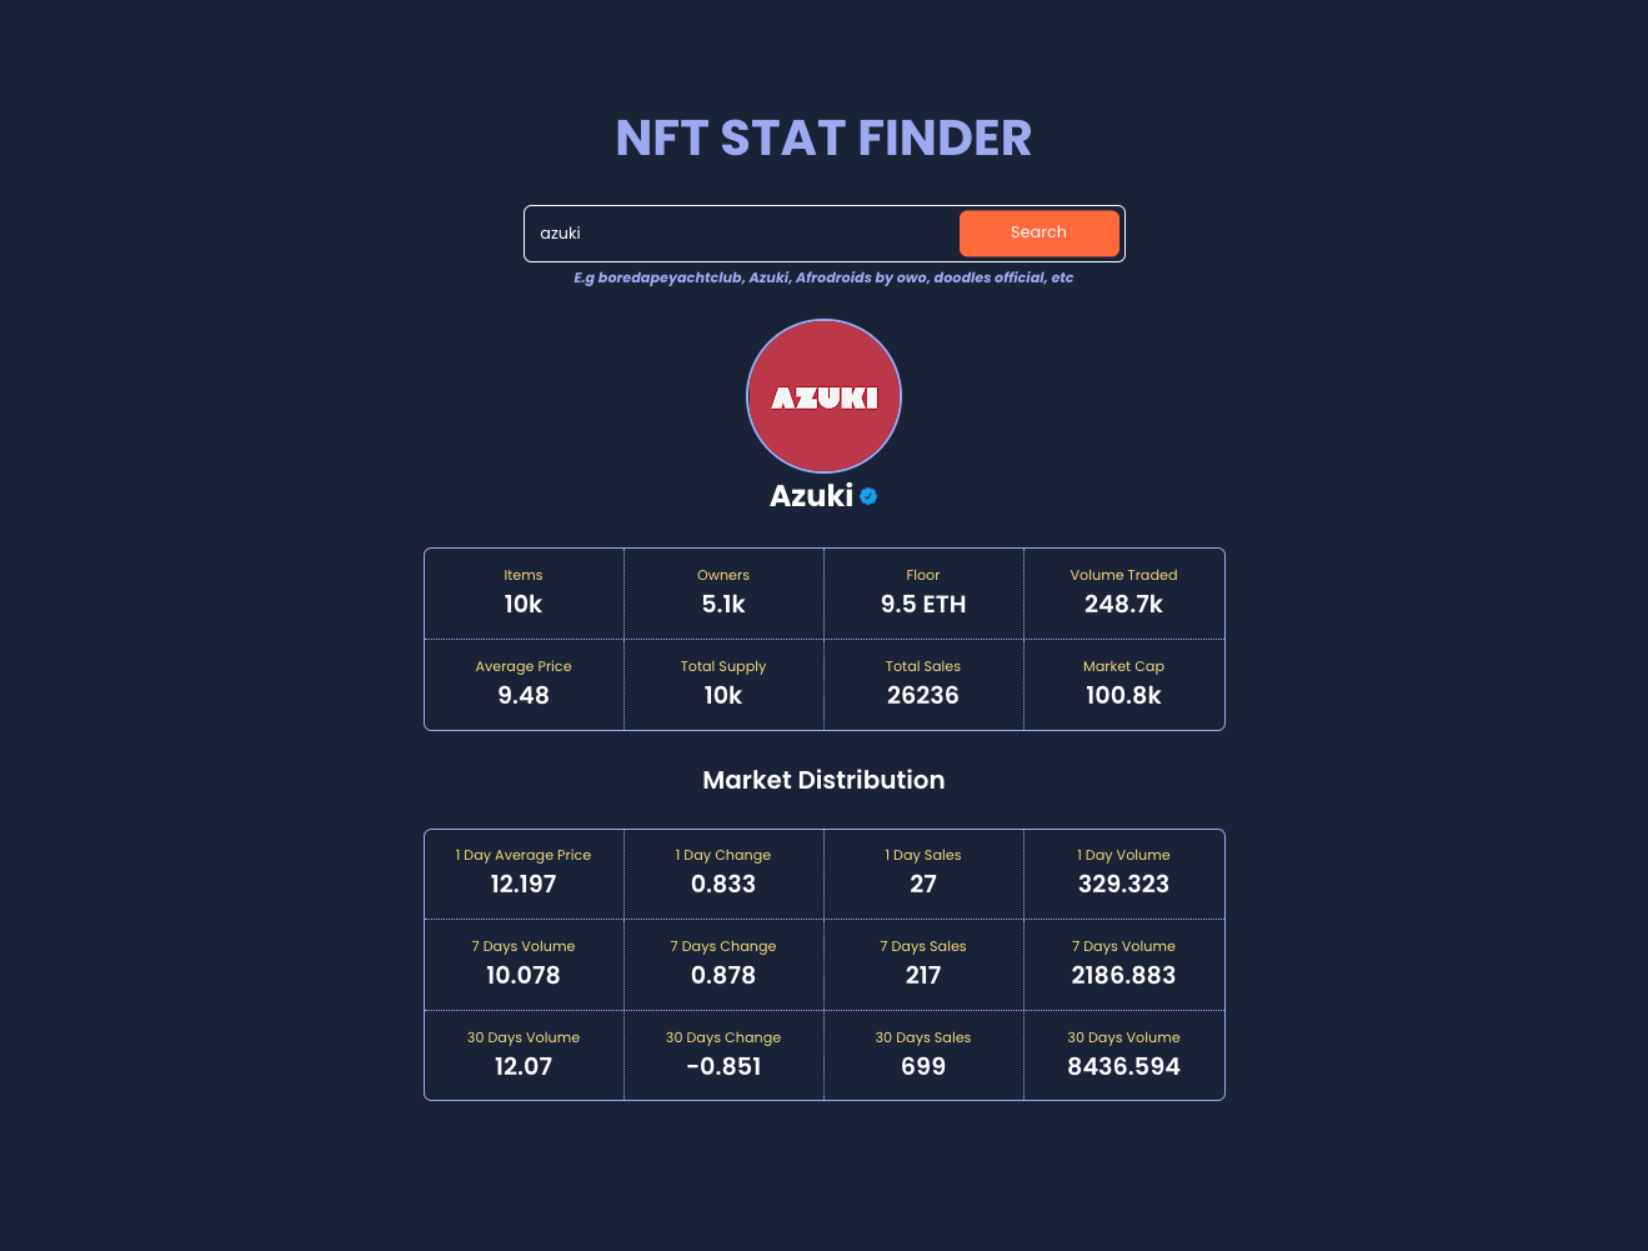 NFT STAT FINDER
azuki
Search
E.g boredapeyachtclub, Azuki, Afrodroids by owo, doodles official, etc
AZUKI
Azuki
Items Owners Floor Volume Traded
10k 5.1k 9.5 ETH 248.7k
Average Price Total Supply Total Sales Market Cap
9.48 10k 26236 100.8k
Market Distribution
1 Day Average Price 1 Day Change 1 Day Sales 1 Day Volume
12.197 0.833 27 329.323
7 Days Volume 7 Days Change 7 Days Sales 7 Days Volume
10.078 0.878 217 2186.883
30 Days Volume 30 Days Change 30 Days Sales 30 Days Volume
12.07 -0.851 699 8436.594